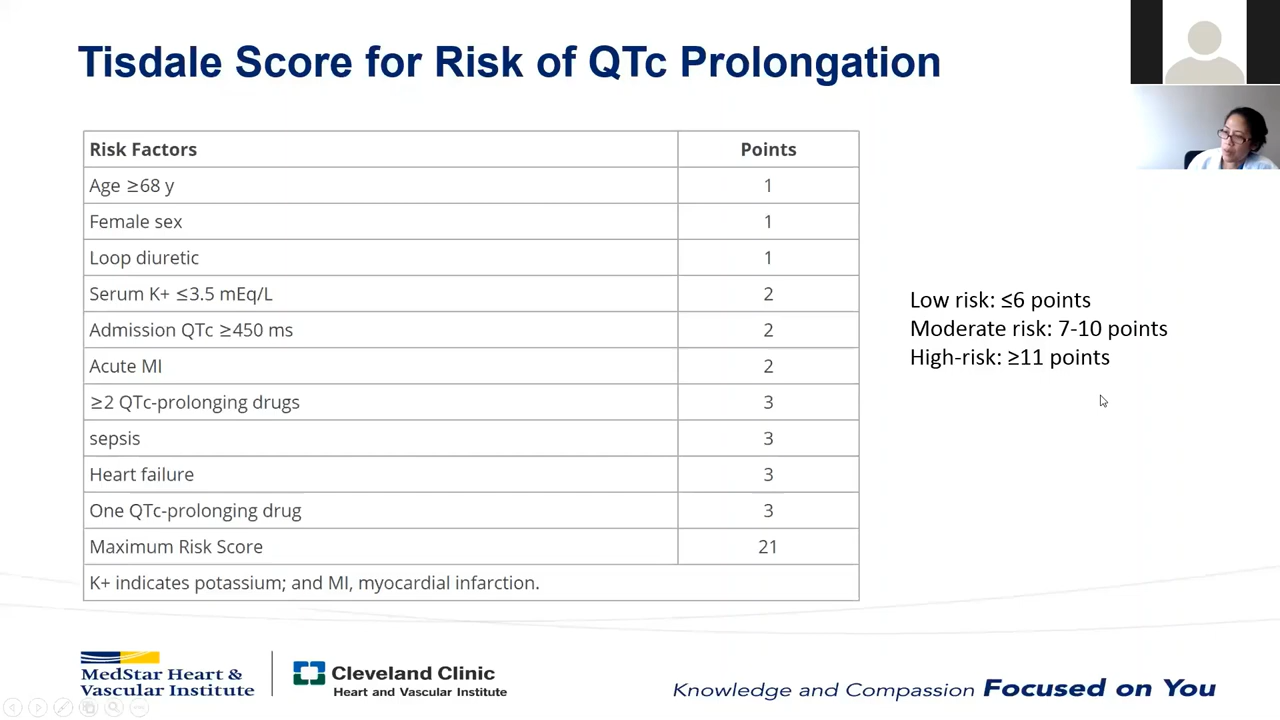 Tisdale Score for Risk of QTc Prolongation
Risk Factors Points
Age ≥68 y 1
Female sex 1
Loop diuretic 1
Serum K+ ≤3.5 mEq/L 2
Admission QTc ≥450 ms 2
Acute MI 2
≥2 QTc-prolonging drugs 3
sepsis 3
Heart failure 3
One QTc-prolonging drug 3
Maximum Risk Score 21
K+ indicates potassium; and MI, myocardial infarction.
Low risk: ≤6 points
Moderate risk: 7-10 points
High-risk: ≥11 points
MedStar Heart &
Vascular Institute
Cleveland Clinic
Heart and Vascular Institute
Knowledge and Compassion Focused on You